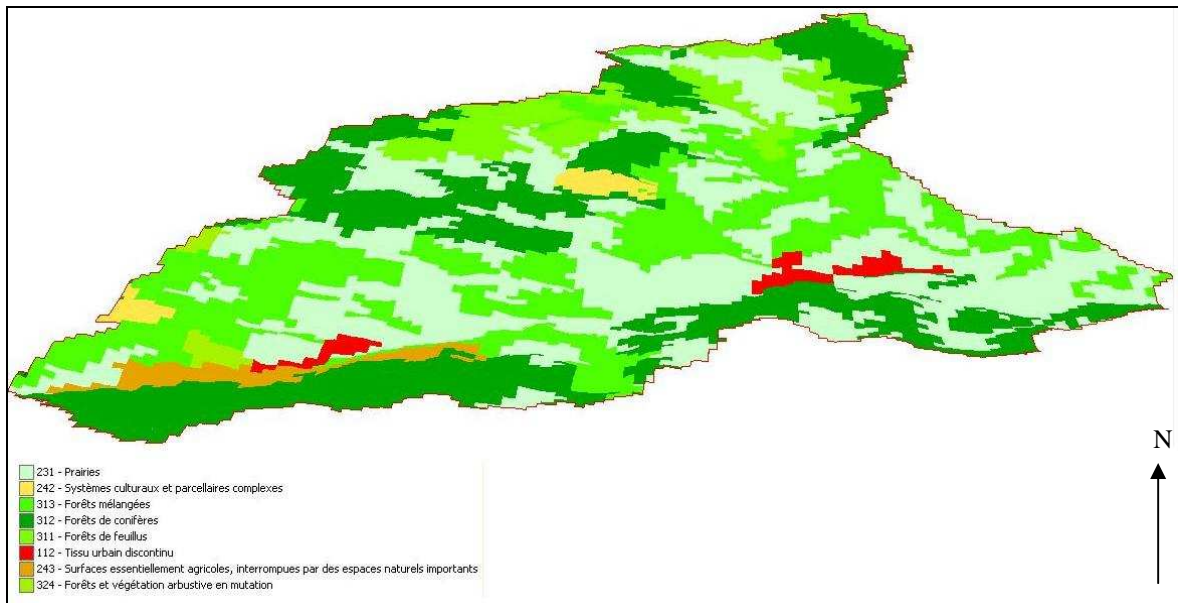 N
231 - Prairies
242 - Systèmes culturaux et parcellaires complexes
313 - Forêts mélangées
312 - Forêts de conifères
311 - Forêts de feuillus
112 - Tissu urbain discontinu
243 - Surfaces essentiellement agricoles, interrompues par des espaces naturels importants
324 - Forêts et végétation arbustive en mutation